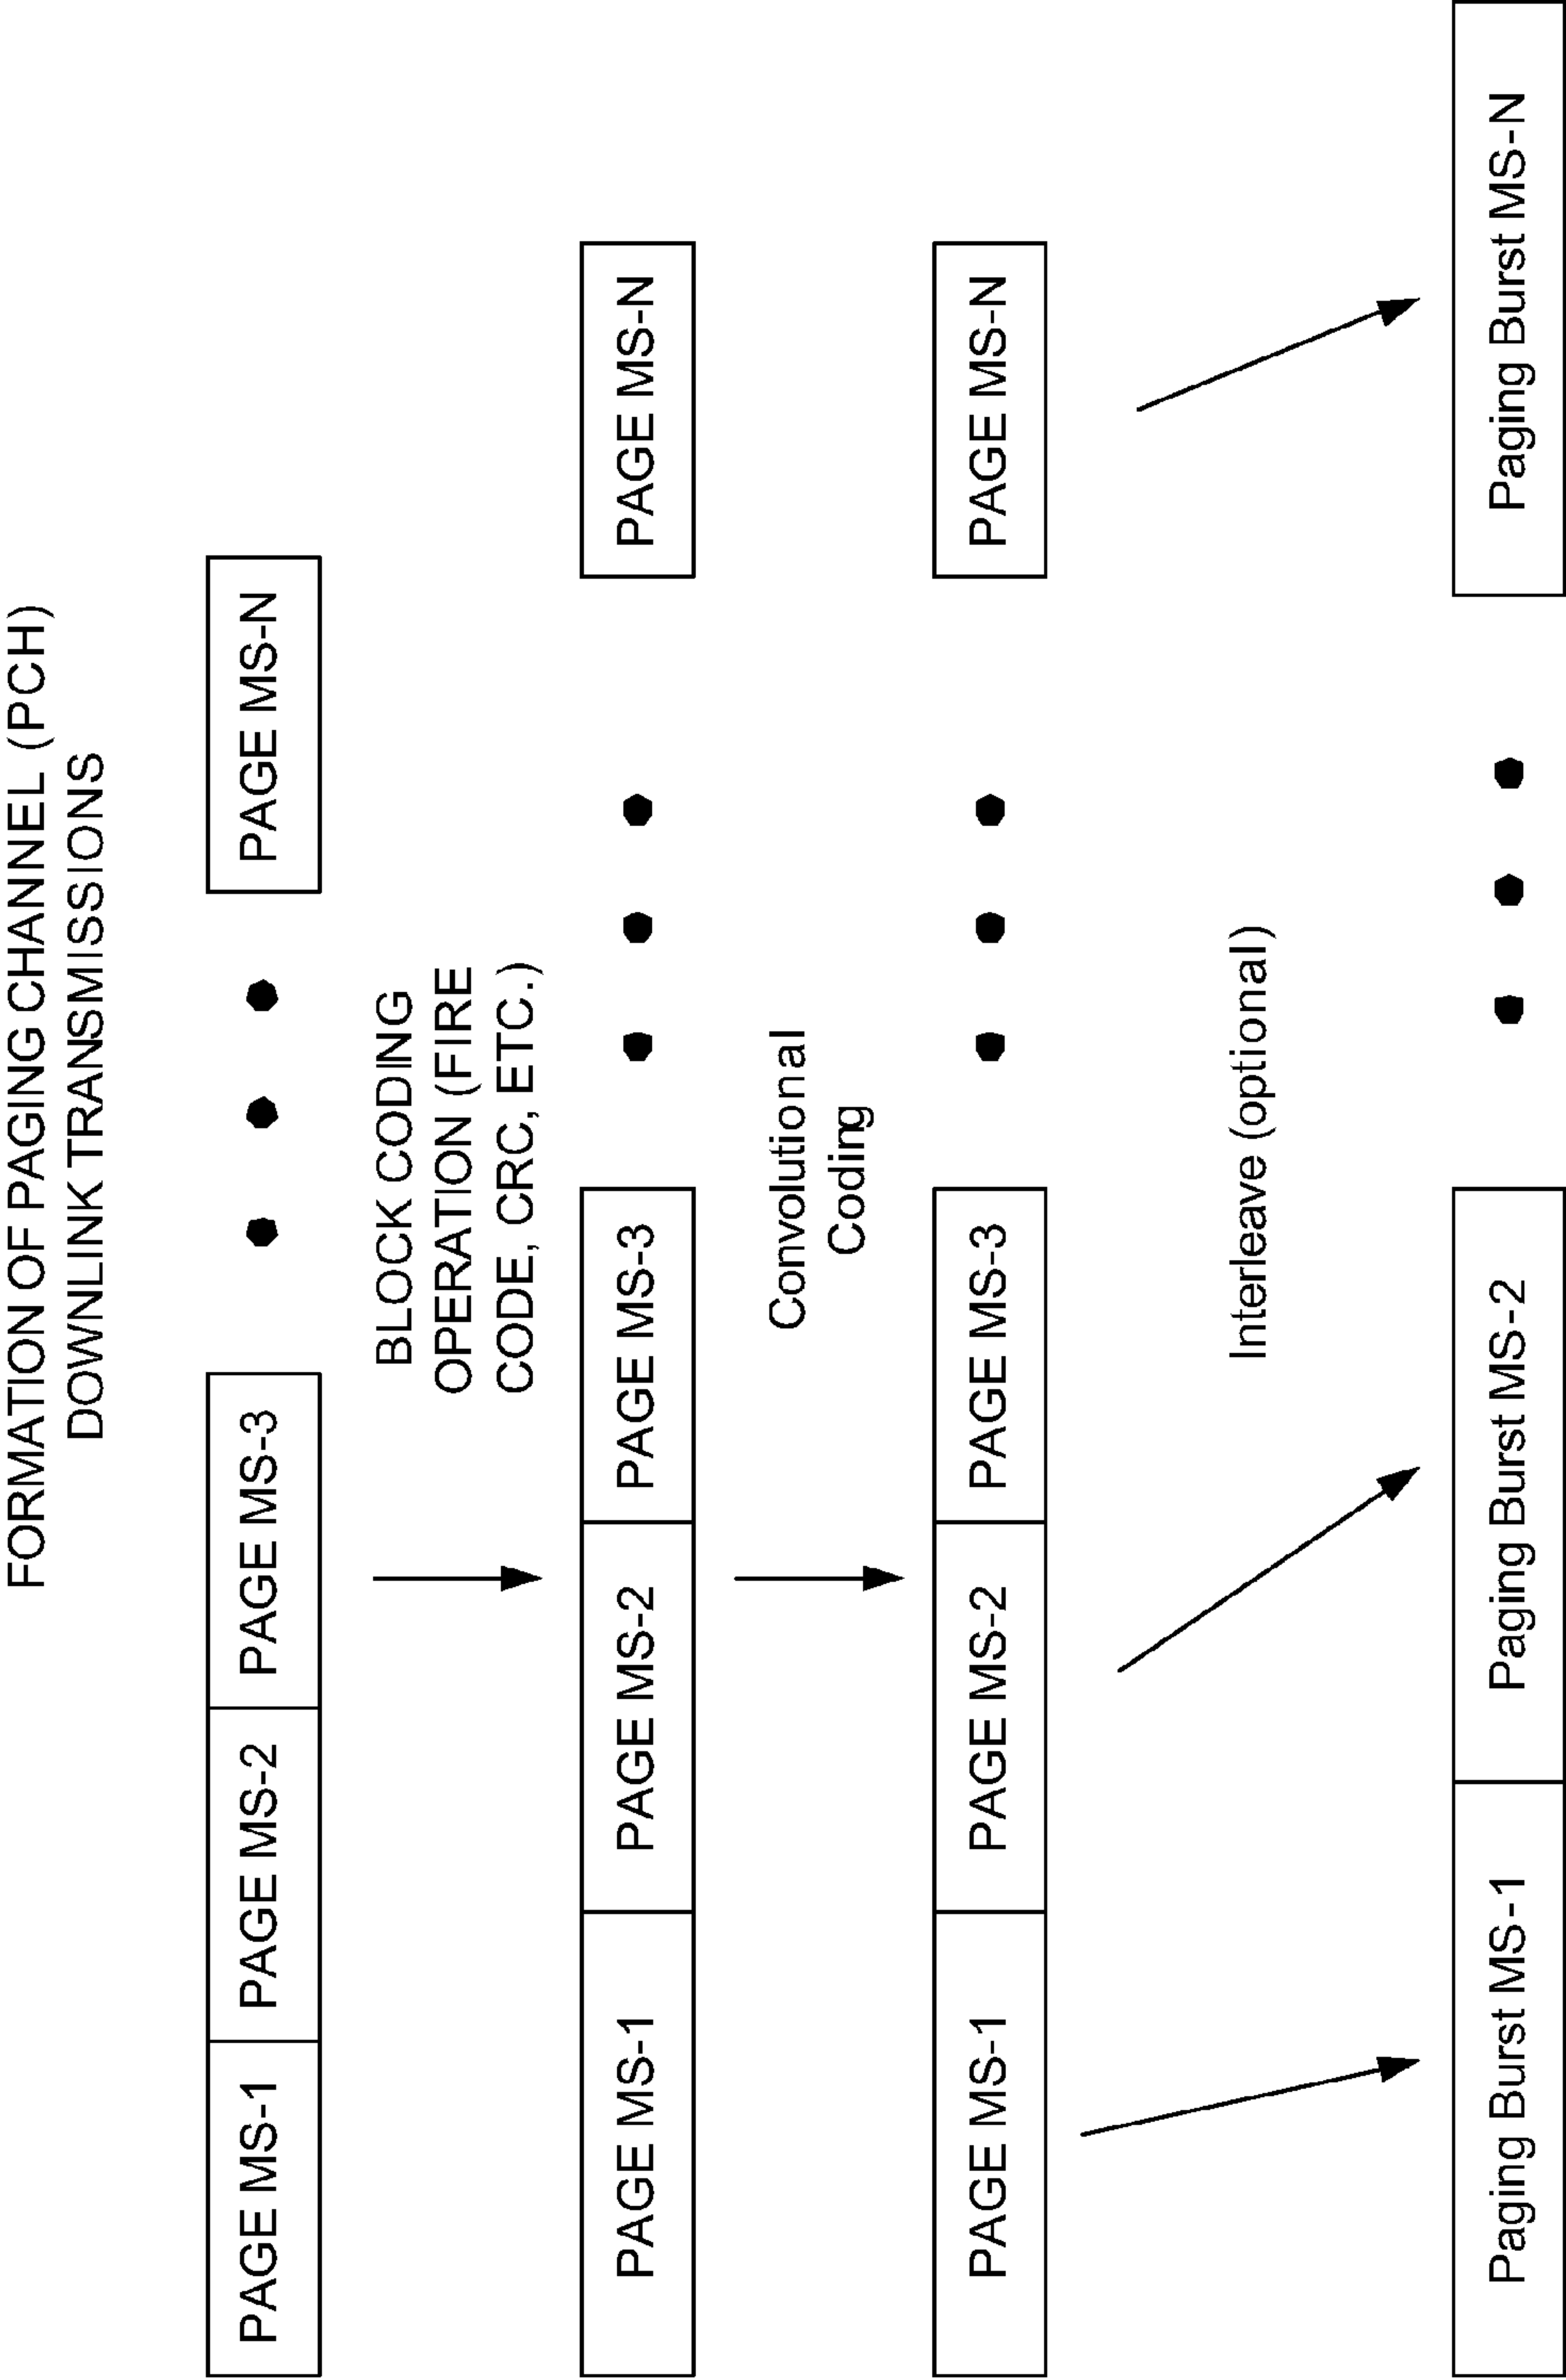 FORMATION OF PAGING CHANNEL (PCH)
DOWNLINK TRANSMISSIONS
PAGE MS-1 PAGE MS-2 PAGE MS-3 PAGE MS-N
BLOCK CODING
OPERATION (FIRE
CODE, CRC, ETC.)
PAGE MS-1 PAGE MS-2 PAGE MS-3 PAGE MS-N
Convolutional
Coding
PAGE MS-1 PAGE MS-2 PAGE MS-3 PAGE MS-N
Interleave (optional)
Paging Burst MS-1 Paging Burst MS-2 Paging Burst MS-N